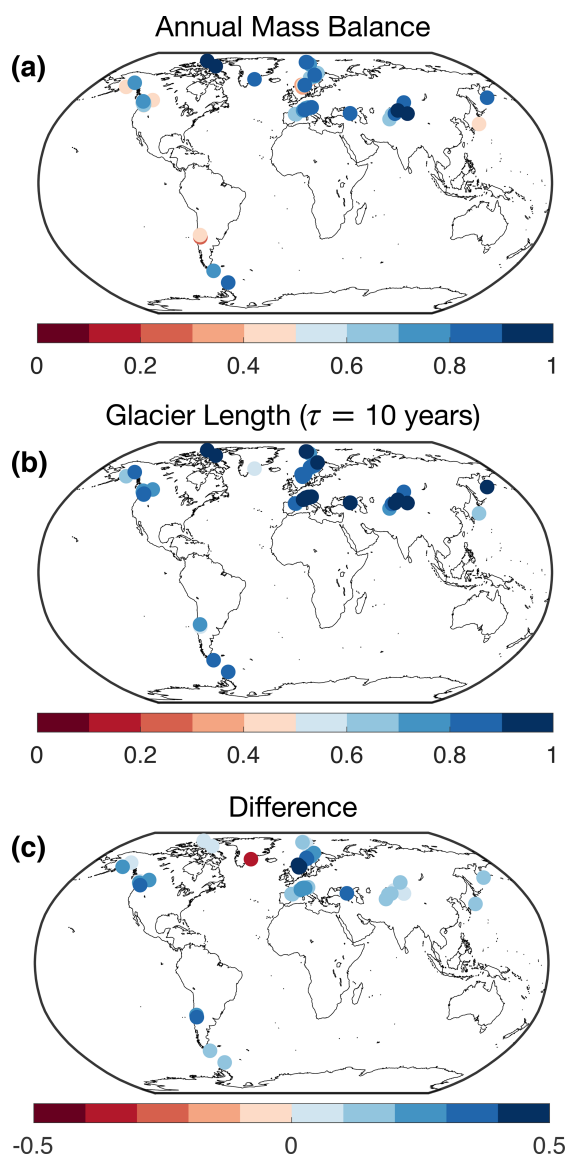 Annual Mass Balance
(a)
0 0.2 0.4 0.6 0.8 1
Glacier Length (τ = 10 years)
(b)
0 0.2 0.4 0.6 0.8 1
Difference
(c)
-0.5 0 0.5